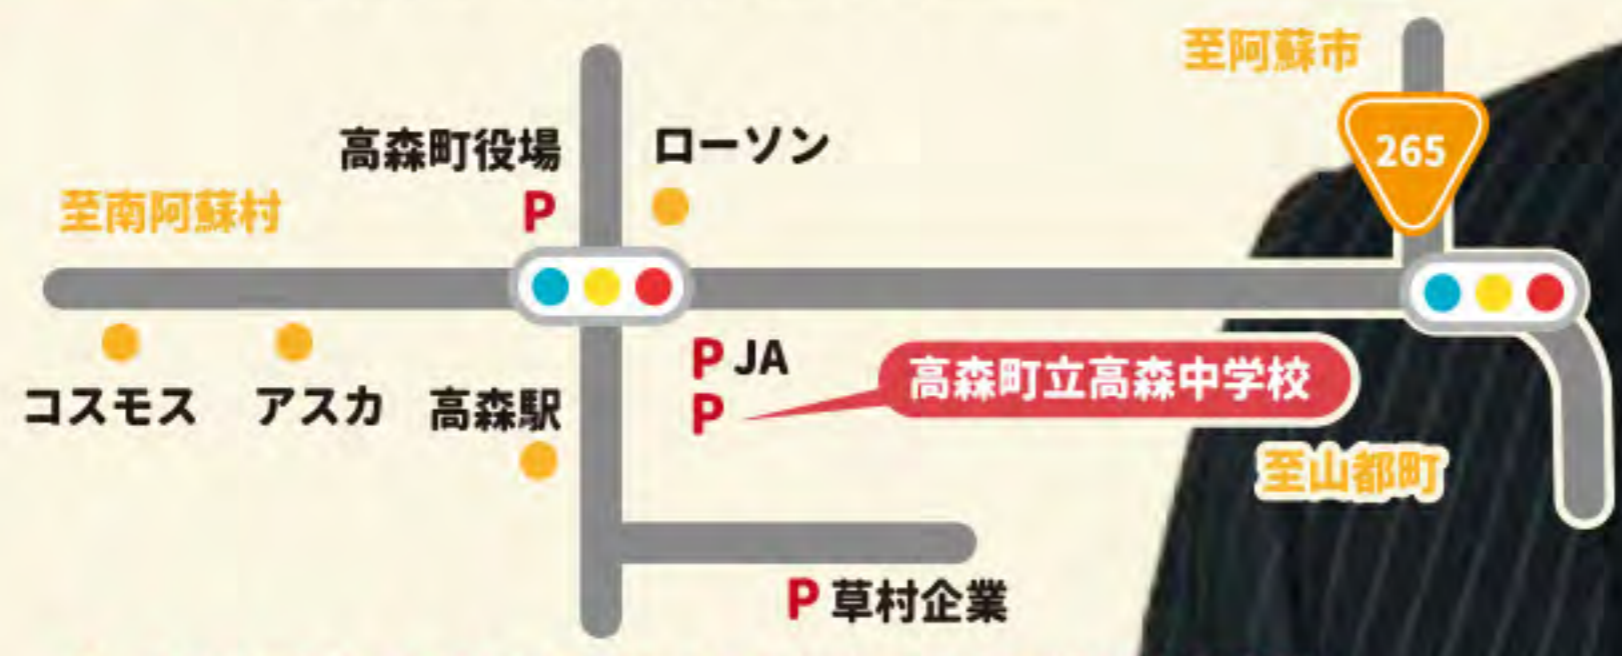 至阿蘇市
265
高森町役場
ローソン
至南阿蘇村
P
P JA
高森町立高森中学校
P
コスモス
アスカ
高森駅
至山都町
P 草村企業